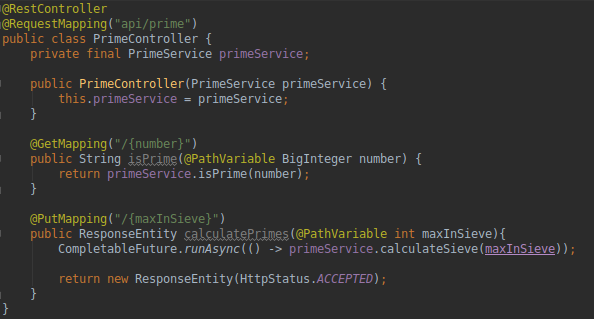 @RestController
@RequestMapping("api/prime")
public class PrimeController {
    private final PrimeService primeService;

    public PrimeController(PrimeService primeService) {
        this.primeService = primeService;
    }

    @GetMapping("/{number}")
    public String isPrime(@PathVariable BigInteger number) {
        return primeService.isPrime(number);
    }

    @PutMapping("/{maxInSieve}")
    public ResponseEntity calculatePrimes(@PathVariable int maxInSieve){
        CompletableFuture.runAsync(() -> primeService.calculateSieve(maxInSieve));

        return new ResponseEntity(HttpStatus.ACCEPTED);
    }
}